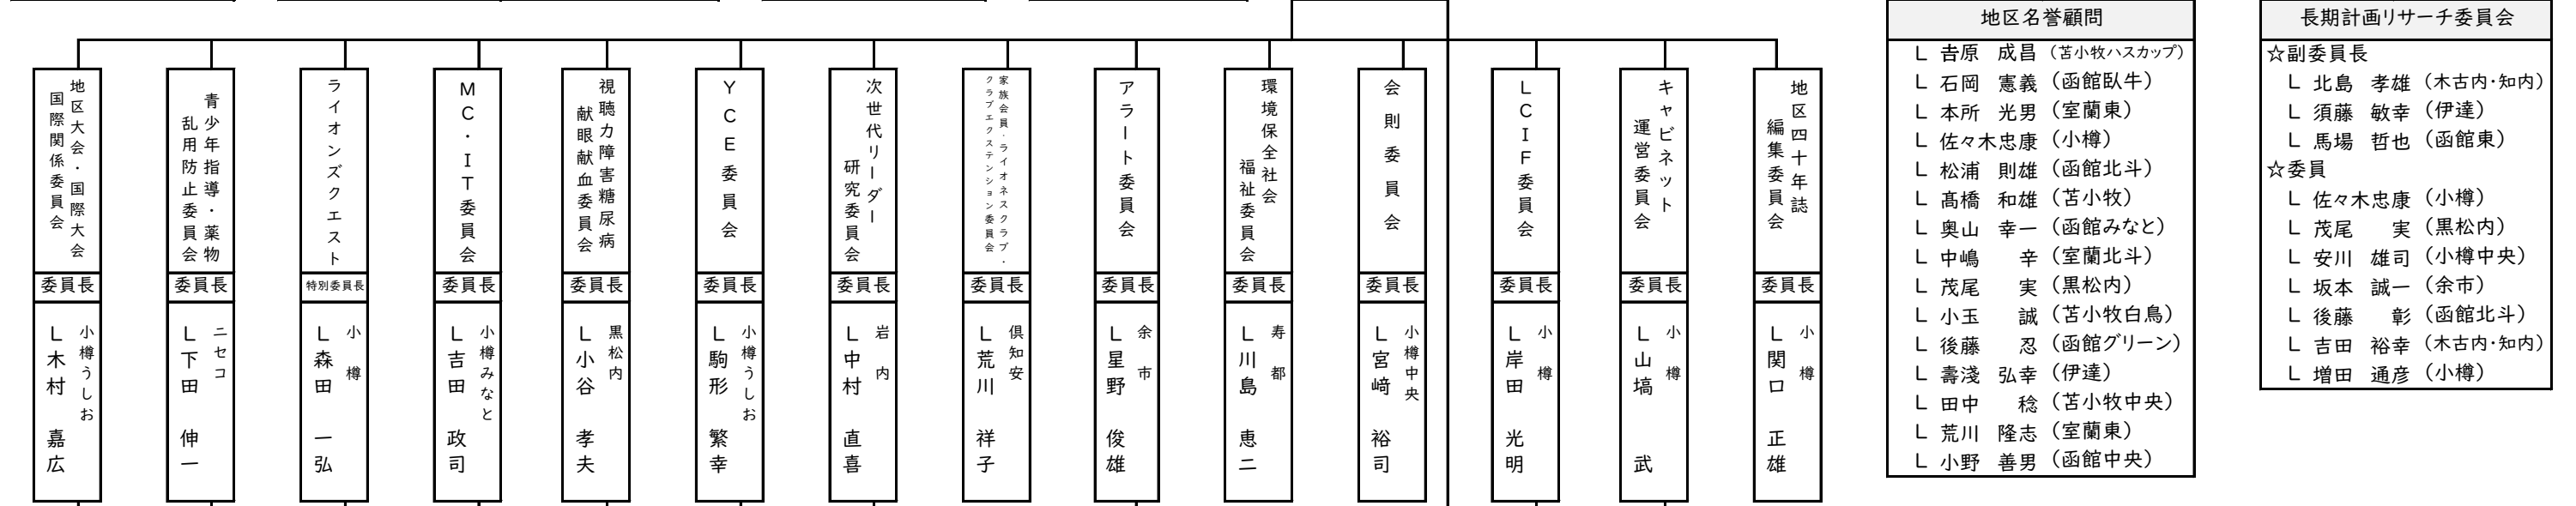 地区大会・国際大会
国際関係委員会
委員長
小樽うしお
L 木村 嘉広
青少年指導・薬物
乱用防止委員会
委員長
ニセコ
L 下田 伸一
ライオンズクエスト
特別委員長
小樽
L 森田 一弘
MC・IT委員会
委員長
小樽みなと
L 吉田 政司
視聴力障害糖尿病
献眼献血委員会
委員長
黒松内
L 小谷 孝夫
YCE委員会
委員長
小樽うしお
L 駒形 繁幸
次世代リーダー
研究委員会
委員長
岩内
L 中村 直喜
家族会員・ライオネスクラブ・
クラブエクステンション委員会
委員長
倶知安
L 荒川 祥子
アラート委員会
委員長
余市
L 星野 俊雄
環境保全社会
福祉委員会
委員長
寿都
L 川島 恵二
会則委員会
委員長
小樽中央
L 宮﨑 裕司
LCIF委員会
委員長
小樽
L 岸田 光明
キャビネット
運営委員会
委員長
小樽
L 山塙 武
地区四十年誌
編集委員会
委員長
小樽
L 関口 正雄
地区名誉顧問
L 𠮷原 成昌 (苫小牧ハスカップ)
L 石岡 憲義 (函館臥牛)
L 本所 光男 (室蘭東)
L 佐々木忠康 (小樽)
L 松浦 則雄 (函館北斗)
L 髙橋 和雄 (苫小牧)
L 奥山 幸一 (函館みなと)
L 中嶋 辛 (室蘭北斗)
L 茂尾 実 (黒松内)
L 小玉 誠 (苫小牧白鳥)
L 後藤 忍 (函館グリーン)
L 壽淺 弘幸 (伊達)
L 田中 稔 (苫小牧中央)
L 荒川 隆志 (室蘭東)
L 小野 善男 (函館中央)
長期計画リサーチ委員会
☆副委員長
L 北島 孝雄 (木古内・知内)
L 須藤 敏幸 (伊達)
L 馬場 哲也 (函館東)
☆委員
L 佐々木忠康 (小樽)
L 茂尾 実 (黒松内)
L 安川 雄司 (小樽中央)
L 坂本 誠一 (余市)
L 後藤 彰 (函館北斗)
L 吉田 裕幸 (木古内・知内)
L 増田 通彦 (小樽)